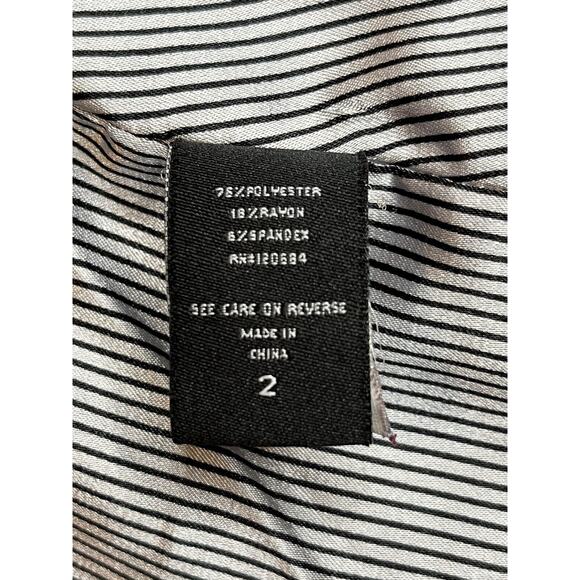 76%POLYESTER
18%RAYON
6%SPANDEX
RN#120684
SEE CARE ON REVERSE
MADE IN
CHINA
2